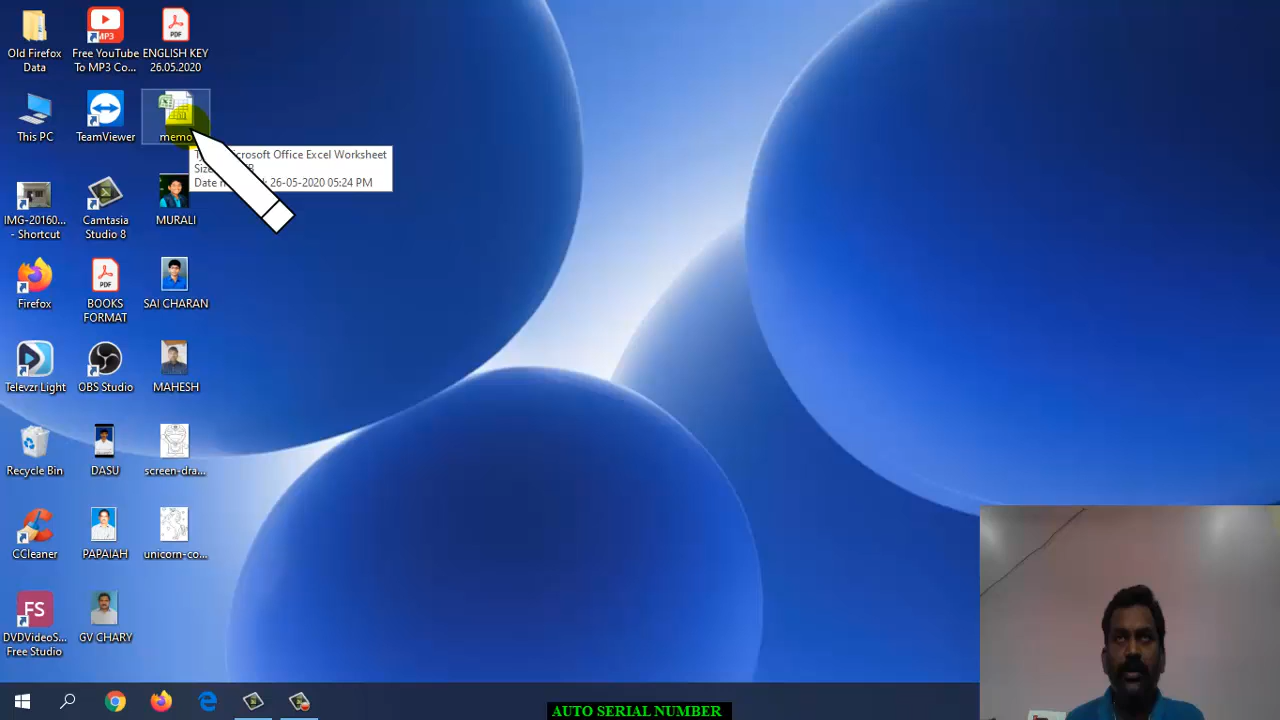 Old Firefox
Data
Free YouTube
To MP3 Co...
ENGLISH KEY
26.05.2020
This PC
TeamViewer
memo
Microsoft Office Excel Worksheet
26-05-2020 05:24 PM
IMG-20160...
- Shortcut
Camtasia
Studio 8
MURALI
Firefox
BOOKS
FORMAT
SAI CHARAN
Televzr Light
OBS Studio
MAHESH
Recycle Bin
DASU
screen-dra...
CCleaner
PAPAIAH
unicorn-co...
FS
DVDVideoS...
Free Studio
GV CHARY
AUTO SERIAL NUMBER